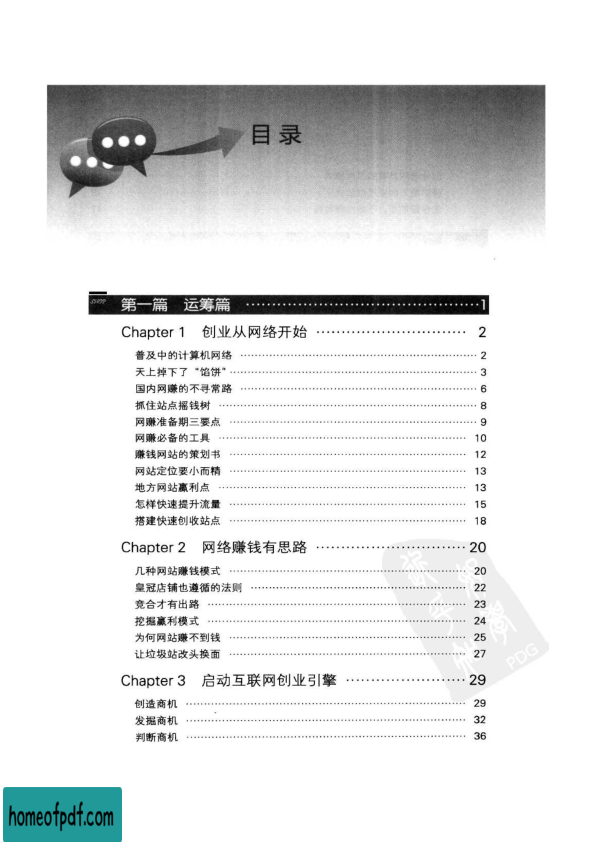 目录
第一篇 运筹篇 ……………………………………1
Chapter 1 创业从网络开始 ………………………… 2
普及中的计算机网络 ………………………………… 2
天上掉下了“馅饼” ………………………………… 3
国内网赚的不寻常路 ………………………………… 6
抓住站点摇钱树 ………………………………… 8
网赚准备期三要点 ………………………………… 9
网赚必备的工具 ………………………………… 10
赚钱网站的策划书 ………………………………… 12
网站定位要小而精 ………………………………… 13
地方网站赢利点 ………………………………… 13
怎样快速提升流量 ………………………………… 15
搭建快速创收站点 ………………………………… 18
Chapter 2 网络赚钱有思路 ………………………… 20
几种网站赚钱模式 ………………………………… 20
皇冠店铺也遵循的法则 ………………………………… 22
竞合才有出路 ………………………………… 23
挖掘赢利模式 ………………………………… 24
为何网站赚不到钱 ………………………………… 25
让垃圾站改头换面 ………………………………… 27
Chapter 3 启动互联网创业引擎 …………………… 29
创造商机 ………………………………… 29
发掘商机 ………………………………… 32
判断商机 ………………………………… 36
PDG
homeofpdf.com